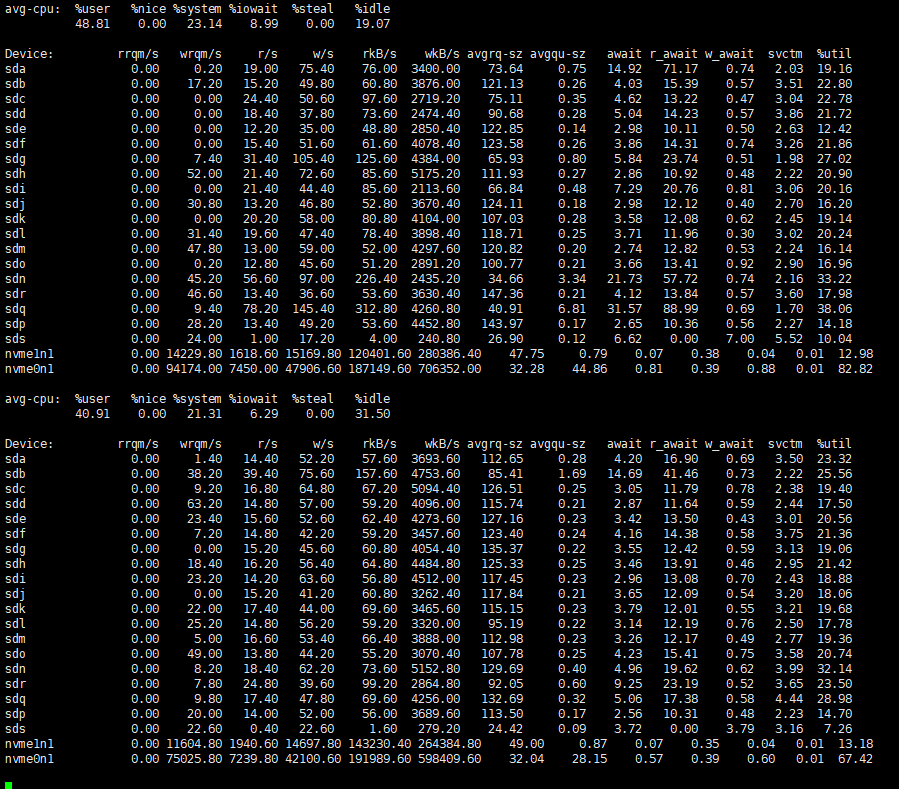 avg-cpu: %user %nice %system %iowait %steal %idle
48.81 0.00 23.14 8.99 0.00 19.07
Device: rrqm/s wrqm/s r/s w/s rkB/s wkB/s avgrq-sz avgqu-sz await r_await w_await svctm %util
sda 0.00 0.20 19.00 75.40 76.00 3400.00 73.64 0.75 14.92 71.17 0.74 2.03 19.16
sdb 0.00 17.20 15.20 49.80 60.80 3876.00 121.13 0.26 4.03 15.39 0.57 3.51 22.80
sdc 0.00 0.00 24.40 50.60 97.60 2719.20 75.11 0.35 4.62 13.22 0.47 3.04 22.78
sdd 0.00 0.00 18.40 37.80 73.60 2474.40 90.68 0.28 5.04 14.23 0.57 3.86 21.72
sde 0.00 0.00 12.20 35.00 48.80 2850.40 122.85 0.14 2.98 10.11 0.50 2.63 12.42
sdf 0.00 0.00 15.40 51.60 61.60 4078.40 123.58 0.26 3.86 14.31 0.74 3.26 21.86
sdg 0.00 7.40 31.40 105.40 125.60 4384.00 65.93 0.80 5.84 23.74 0.51 1.98 27.02
sdh 0.00 52.00 21.40 72.60 85.60 5175.20 111.93 0.27 2.86 10.92 0.48 2.22 20.90
sdi 0.00 0.00 21.40 44.40 85.60 2113.60 66.84 0.48 7.29 20.76 0.81 3.06 20.16
sdj 0.00 30.80 13.20 46.80 52.80 3670.40 124.11 0.18 2.98 12.12 0.40 2.70 16.20
sdk 0.00 0.00 20.20 58.00 80.80 4104.00 107.03 0.28 3.58 12.08 0.62 2.45 19.14
sdl 0.00 31.40 19.60 47.40 78.40 3898.40 118.71 0.25 3.71 11.96 0.30 3.02 20.24
sdm 0.00 47.80 13.00 59.00 52.00 4297.60 120.82 0.20 2.74 12.82 0.53 2.24 16.14
sdo 0.00 0.20 12.80 45.60 51.20 2891.20 100.77 0.21 3.66 13.41 0.92 2.90 16.96
sdn 0.00 45.20 56.60 97.00 226.40 2435.20 34.66 3.34 21.73 57.72 0.74 2.16 33.22
sdr 0.00 46.60 13.40 36.60 53.60 3630.40 147.36 0.21 4.12 13.84 0.57 3.60 17.98
sdq 0.00 9.40 78.20 145.40 312.80 4260.80 40.91 6.81 31.57 88.99 0.69 1.70 38.06
sdp 0.00 28.20 13.40 49.20 53.60 4452.80 143.97 0.17 2.65 10.36 0.56 2.27 14.18
sds 0.00 24.00 1.00 17.20 4.00 240.80 26.90 0.12 6.62 0.00 7.00 5.52 10.04
nvme1n1 0.00 14229.80 1618.60 15169.80 120401.60 280386.40 47.75 0.79 0.07 0.38 0.04 0.01 12.98
nvme0n1 0.00 94174.00 7450.00 47906.60 187149.60 706352.00 32.28 44.86 0.81 0.39 0.88 0.01 82.82
avg-cpu: %user %nice %system %iowait %steal %idle
40.91 0.00 21.31 6.29 0.00 31.50
Device: rrqm/s wrqm/s r/s w/s rkB/s wkB/s avgrq-sz avgqu-sz await r_await w_await svctm %util
sda 0.00 1.40 14.40 52.20 57.60 3693.60 112.65 0.28 4.20 16.90 0.69 3.50 23.32
sdb 0.00 38.20 39.40 75.60 157.60 4753.60 85.41 1.69 14.69 41.46 0.73 2.22 25.56
sdc 0.00 9.20 16.80 64.80 67.20 5094.40 126.51 0.25 3.05 11.79 0.78 2.38 19.40
sdd 0.00 63.20 14.80 57.00 59.20 4096.00 115.74 0.21 2.87 11.64 0.59 2.44 17.50
sde 0.00 23.40 15.60 52.60 62.40 4273.60 127.16 0.23 3.42 13.50 0.43 3.01 20.56
sdf 0.00 7.20 14.80 42.20 59.20 3457.60 123.40 0.24 4.16 14.38 0.58 3.75 21.36
sdg 0.00 0.00 15.20 45.60 60.80 4054.40 135.37 0.22 3.55 12.42 0.59 3.13 19.06
sdh 0.00 18.40 16.20 56.40 64.80 4484.80 125.33 0.25 3.46 13.91 0.46 2.95 21.42
sdi 0.00 23.20 14.20 63.60 56.80 4512.00 117.45 0.23 2.96 13.08 0.70 2.43 18.88
sdj 0.00 0.00 15.20 41.20 60.80 3262.40 117.84 0.21 3.65 12.09 0.54 3.20 18.06
sdk 0.00 22.00 17.40 44.00 69.60 3465.60 115.15 0.23 3.79 12.01 0.55 3.21 19.68
sdl 0.00 25.20 14.80 56.20 59.20 3320.00 95.19 0.22 3.14 12.19 0.76 2.50 17.78
sdm 0.00 5.00 16.60 53.40 66.40 3888.00 112.98 0.23 3.26 12.17 0.49 2.77 19.36
sdo 0.00 49.00 13.80 44.20 55.20 3070.40 107.78 0.25 4.23 15.41 0.75 3.58 20.74
sdn 0.00 8.20 18.40 62.20 73.60 5152.80 129.69 0.40 4.96 19.62 0.62 3.99 32.14
sdr 0.00 7.80 24.80 39.60 99.20 2864.80 92.05 0.60 9.25 23.19 0.52 3.65 23.50
sdq 0.00 9.80 17.40 47.80 69.60 4256.00 132.69 0.32 5.06 17.38 0.58 4.44 28.98
sdp 0.00 20.00 14.00 52.00 56.00 3689.60 113.50 0.17 2.56 10.31 0.48 2.23 14.70
sds 0.00 22.60 0.40 22.60 1.60 279.20 24.42 0.09 3.72 0.00 3.79 3.16 7.26
nvme1n1 0.00 11604.80 1940.60 14697.80 143230.40 264384.80 49.00 0.87 0.07 0.35 0.04 0.01 13.18
nvme0n1 0.00 75025.80 7239.80 42100.60 191989.60 598409.60 32.04 28.15 0.57 0.39 0.60 0.01 67.42